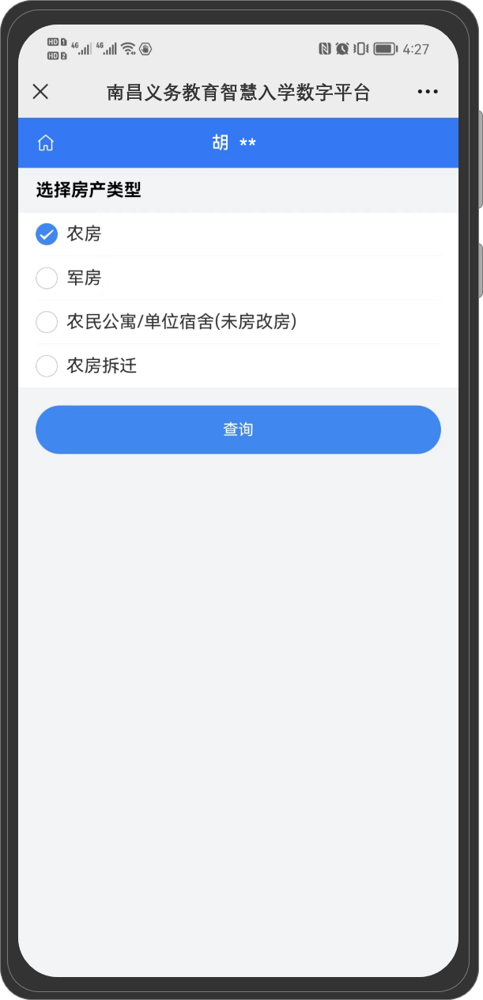 HD 1 4G 4G 4:27
HD 2
南昌义务教育智慧入学数字平台
胡 **
选择房产类型
农房
军房
农民公寓/单位宿舍(未房改房)
农房拆迁
查询